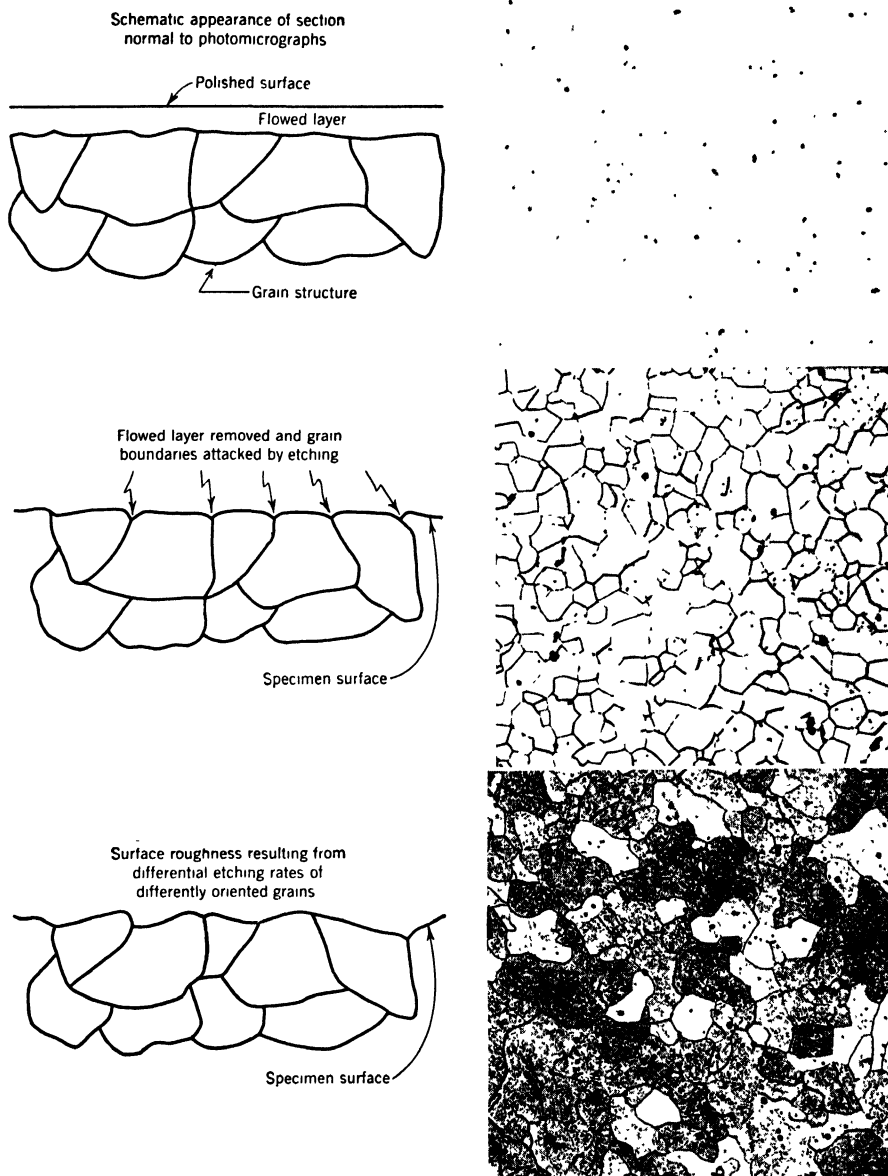 Schematic appearance of section
normal to photomicrographs
Polished surface
Flowed layer
Grain structure
Flowed layer removed and grain
boundaries attacked by etching
Specimen surface
Surface roughness resulting from
differential etching rates of
differently oriented grains
Specimen surface